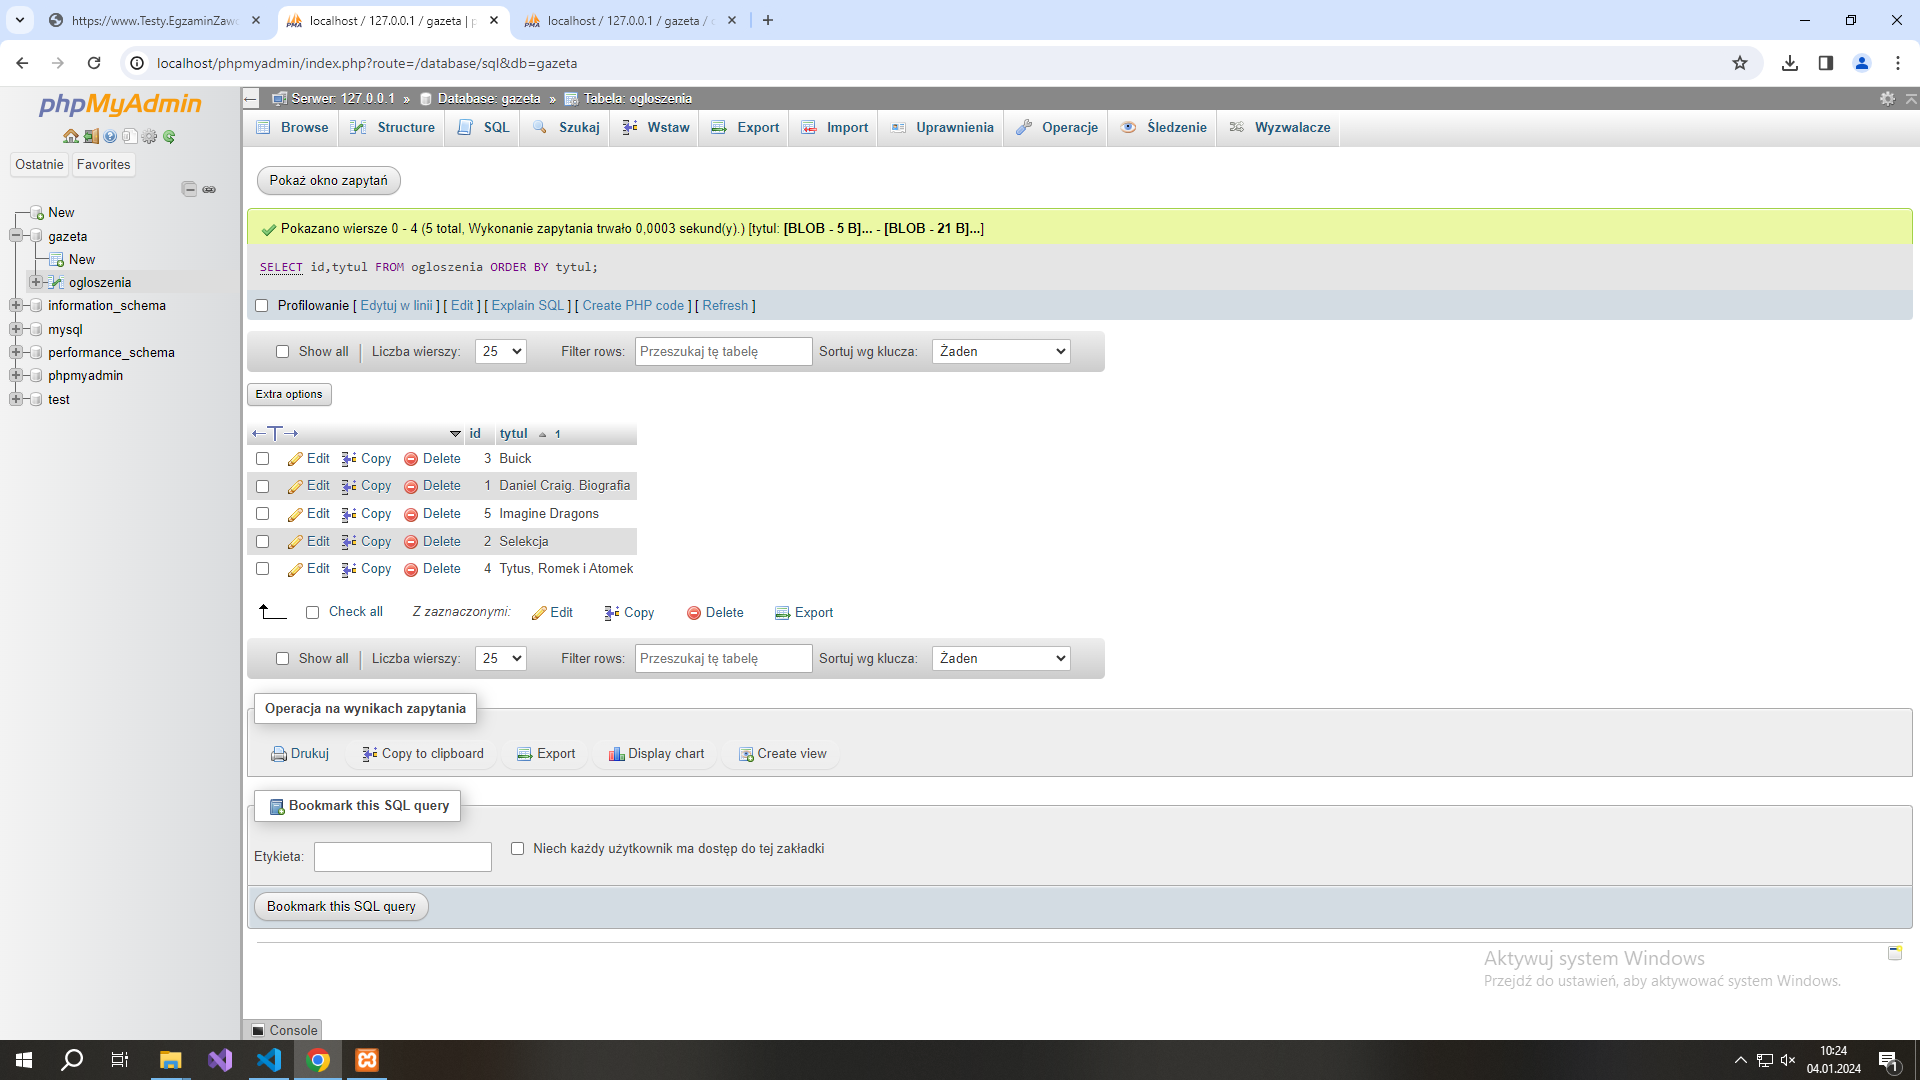 https://www.Testy.EgzaminZawo
localhost / 127.0.0.1 / gazeta | p
localhost / 127.0.0.1 / gazeta /
localhost/phpmyadmin/index.php?route=/database/sql&db=gazeta
phpMyAdmin
Ostatnie Favorites
New
gazeta
New
ogloszenia
information_schema
mysql
performance_schema
phpmyadmin
test
Serwer: 127.0.0.1 » Database: gazeta » Tabela: ogloszenia
Browse Structure SQL Szukaj Wstaw Export Import Uprawnienia Operacje Śledzenie Wyzwalacze
Pokaż okno zapytań
Pokazano wiersze 0 - 4 (5 total, Wykonanie zapytania trwało 0,0003 sekund(y).) [tytul: [BLOB - 5 B]... - [BLOB - 21 B]...]
SELECT id,tytul FROM ogloszenia ORDER BY tytul;
Profilowanie [ Edytuj w linii ] [ Edit ] [ Explain SQL ] [ Create PHP code ] [ Refresh ]
Show all Liczba wierszy: 25 Filter rows: Przeszukaj tę tabelę Sortuj wg klucza: Żaden
Extra options
←T→ id tytul 1
Edit Copy Delete 3 Buick
Edit Copy Delete 1 Daniel Craig. Biografia
Edit Copy Delete 5 Imagine Dragons
Edit Copy Delete 2 Selekcja
Edit Copy Delete 4 Tytus, Romek i Atomek
Check all Z zaznaczonymi: Edit Copy Delete Export
Show all Liczba wierszy: 25 Filter rows: Przeszukaj tę tabelę Sortuj wg klucza: Żaden
Operacja na wynikach zapytania
Drukuj Copy to clipboard Export Display chart Create view
Bookmark this SQL query
Etykieta: Niech każdy użytkownik ma dostęp do tej zakładki
Bookmark this SQL query
Aktywuj system Windows
Przejdź do ustawień, aby aktywować system Windows.
Console
10:24
04.01.2024
1